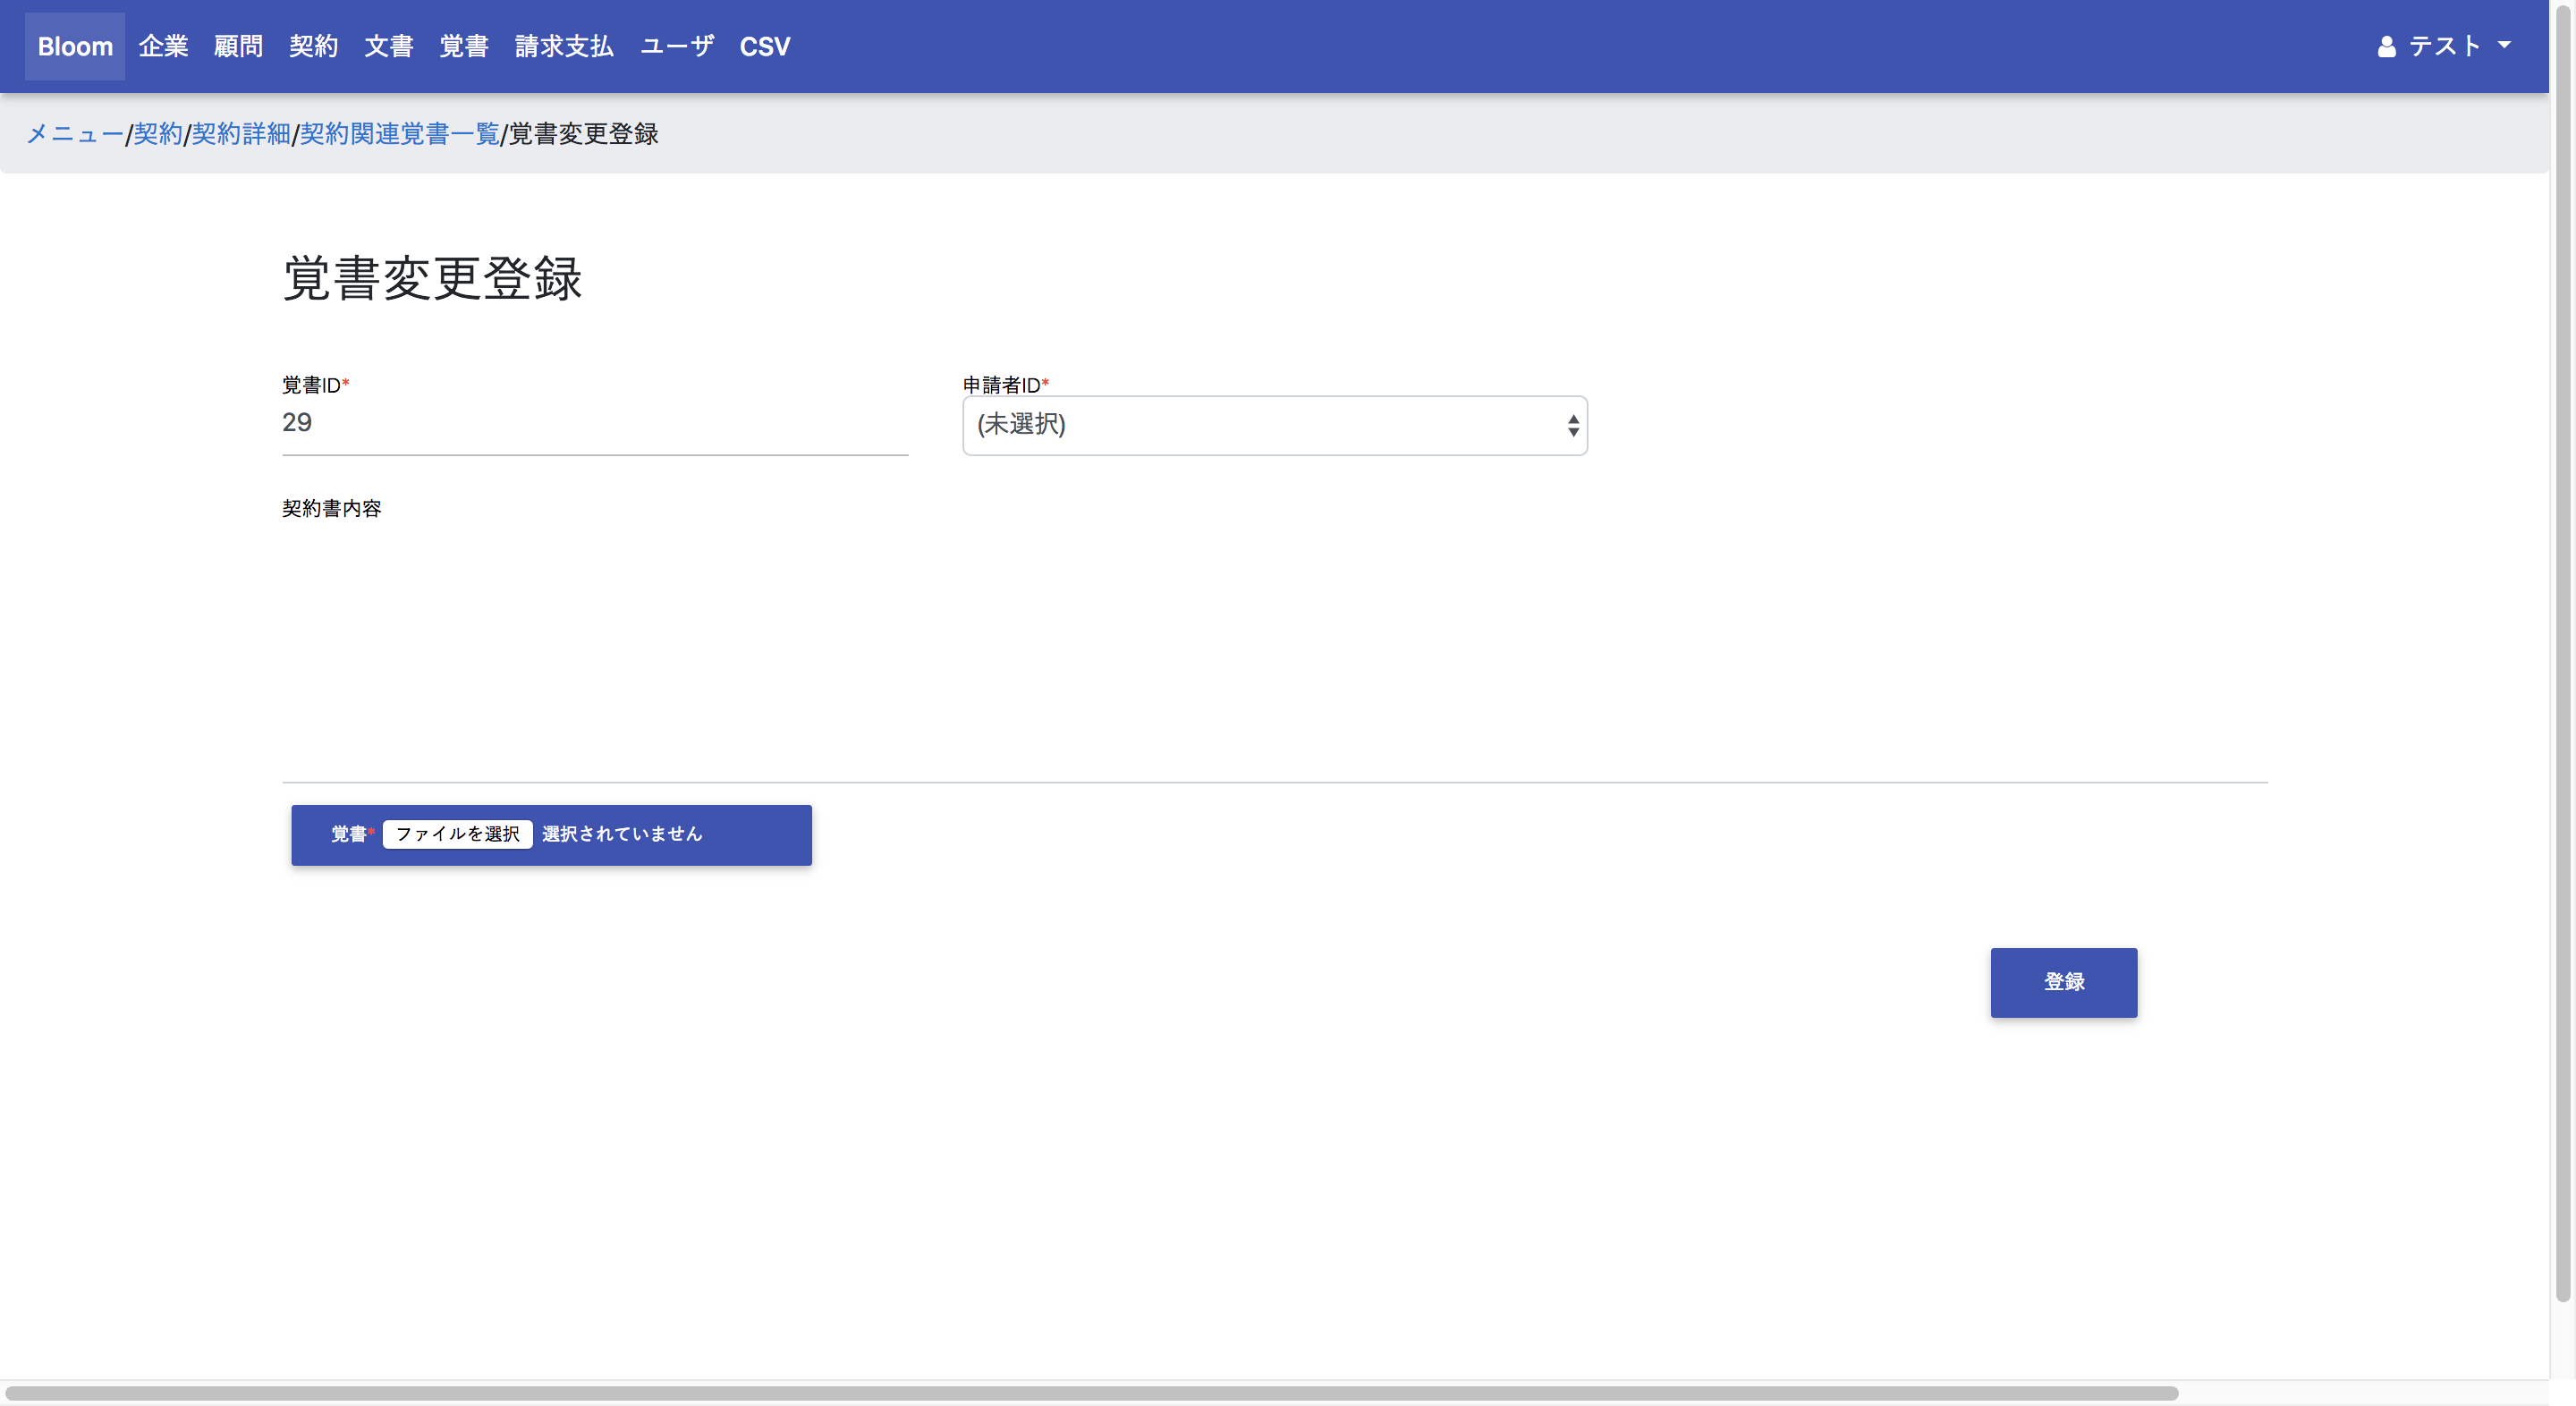 Bloom 企業 顧問 契約 文書 覚書 請求支払 ユーザ CSV テスト
メニュー/契約/契約詳細/契約関連覚書一覧/覚書変更登録
覚書変更登録
覚書ID* 申請者ID*
29 (未選択)
契約書内容
覚書* ファイルを選択 選択されていません
登録